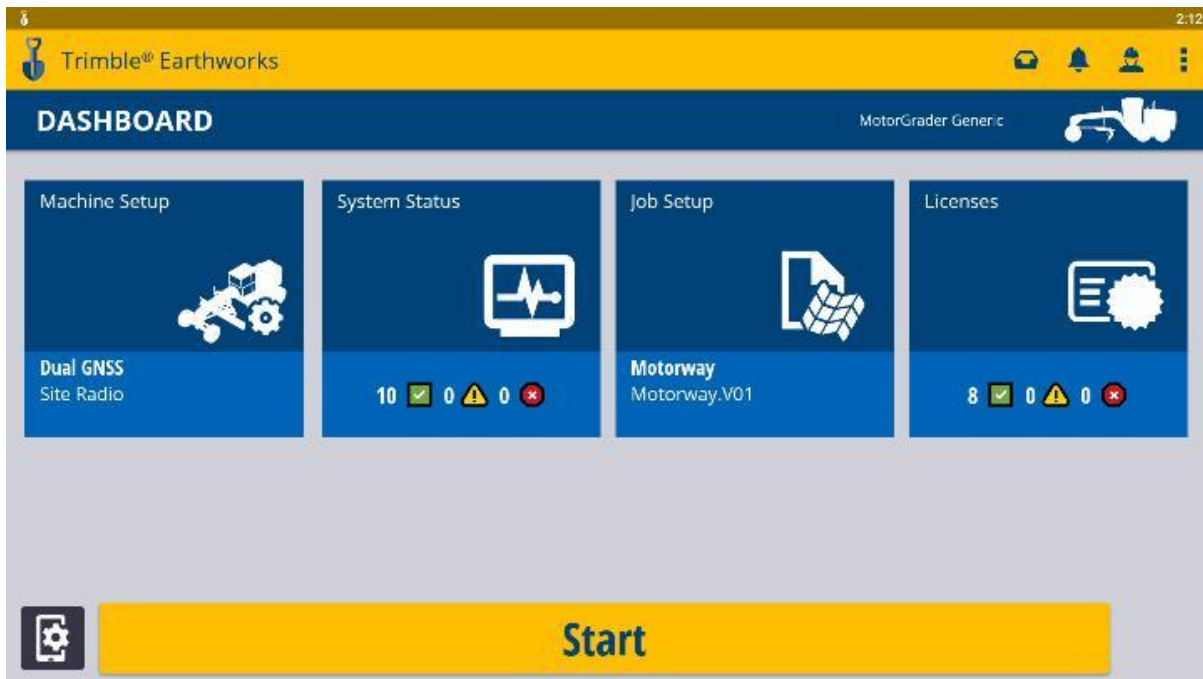 2:12
Trimble® Earthworks
DASHBOARD
MotorGrader Generic
Machine Setup
Dual GNSS
Site Radio
System Status
10 0 0
Job Setup
Motorway
Motorway.V01
Licenses
8 0 0
Start